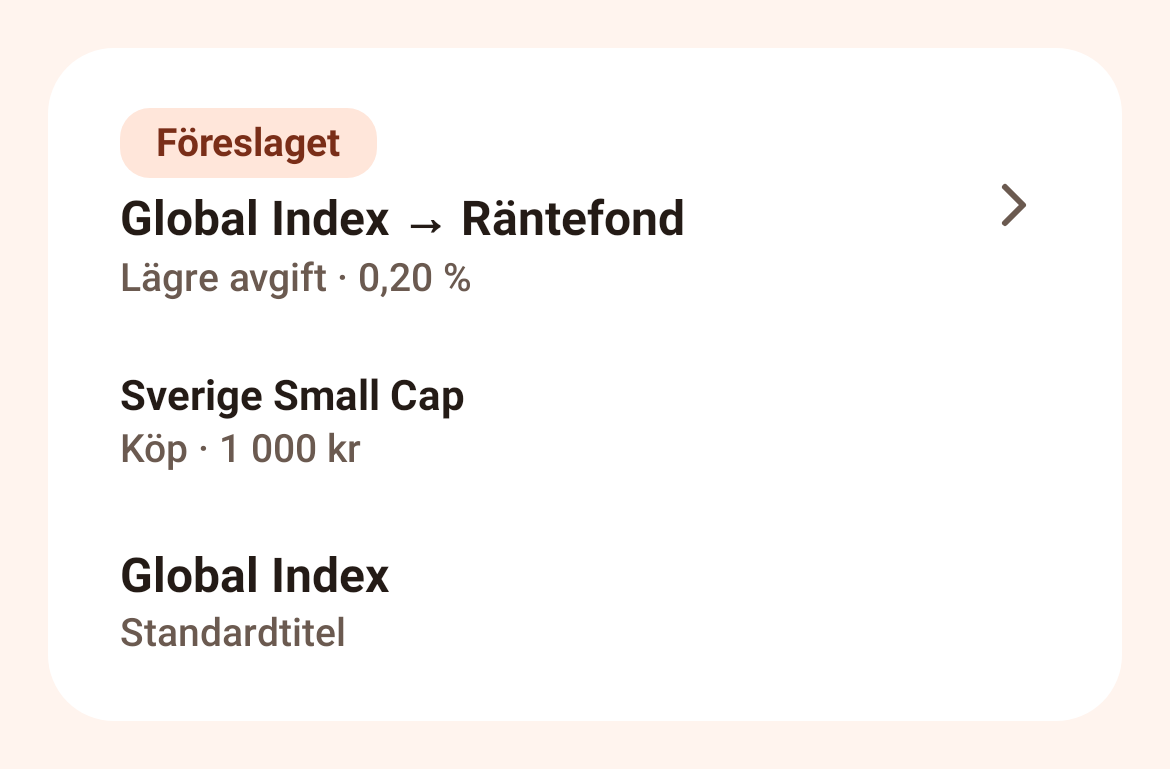 Föreslaget
Global Index → Räntefond
Lägre avgift · 0,20 %
Sverige Small Cap
Köp · 1 000 kr
Global Index
Standardtitel